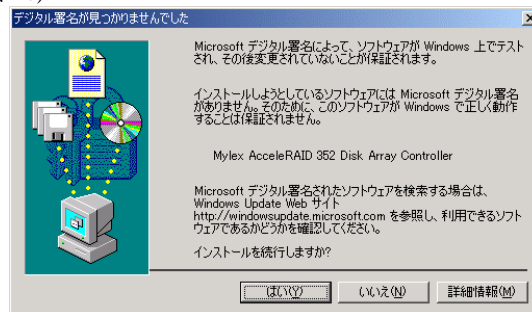 デジタル署名が見つかりませんでした
Microsoft デジタル署名によって、ソフトウェアが Windows 上でテスト
され、その後変更されていないことが保証されます。
インストールしようとしているソフトウェアには Microsoft デジタル署名
がありません。そのために、このソフトウェアが Windows で正しく動作
することは保証されません。
Mylex AcceleRAID 352 Disk Array Controller
Microsoft デジタル署名されたソフトウェアを検索する場合は、
Windows Update Web サイト
http://windowsupdate.microsoft.com を参照し、利用できるソフト
ウェアであるかどうかを確認してください。
インストールを続行しますか?
はい(Y) いいえ(N) 詳細情報(M)